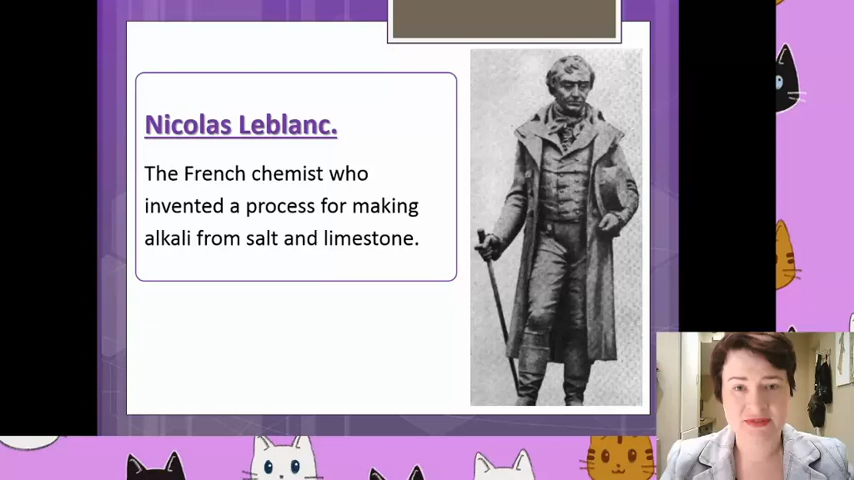 Nicolas Leblanc.
The French chemist who
invented a process for making
alkali from salt and limestone.